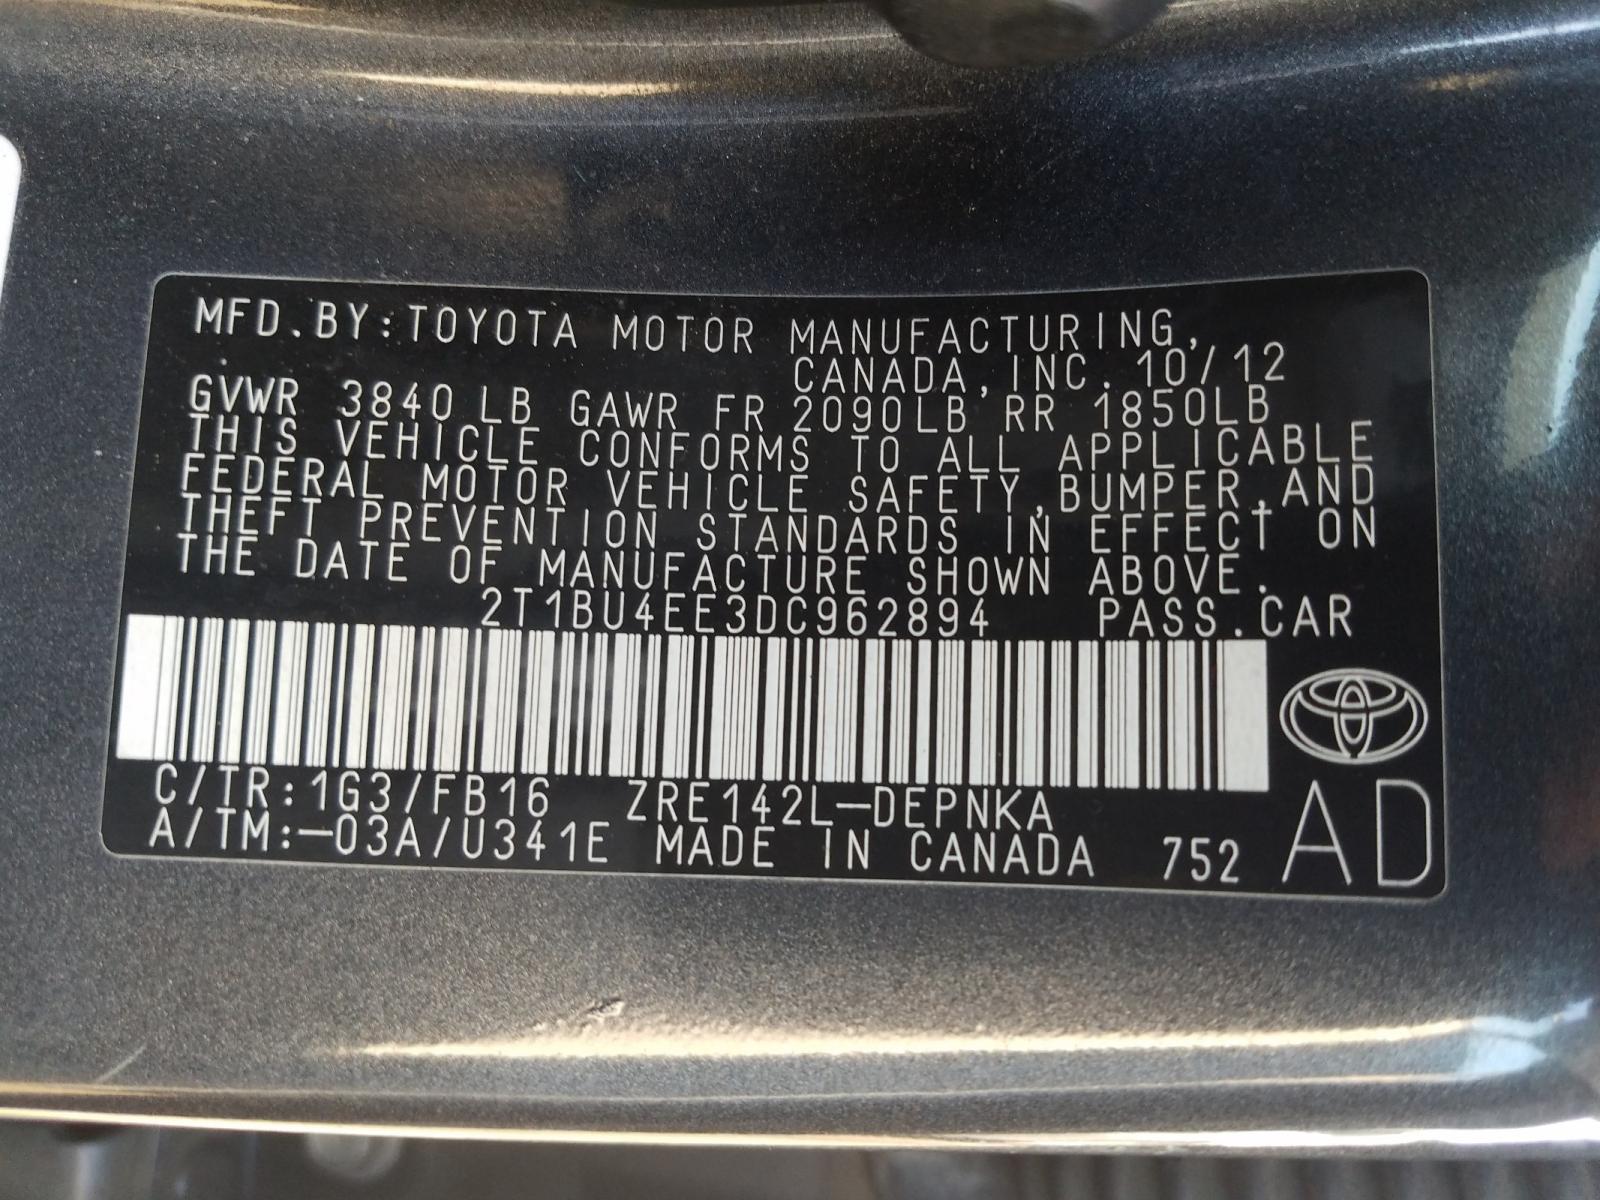 MFD.BY:TOYOTA MOTOR MANUFACTURING,
CANADA,INC. 10/12
GVWR 3840LB GAWR FR 2090LB RR 1850LB
THIS VEHICLE CONFORMS TO ALL APPLICABLE
FEDERAL MOTOR VEHICLE SAFETY,BUMPER,AND
THEFT PREVENTION STANDARDS IN EFFECT ON
THE DATE OF MANUFACTURE SHOWN ABOVE.
2T1BU4EE3DC962894 PASS.CAR
C/TR:1G3/FB16 ZRE142L—DEPNKA
A/TM:-03A/U341E MADE IN CANADA 752 AD